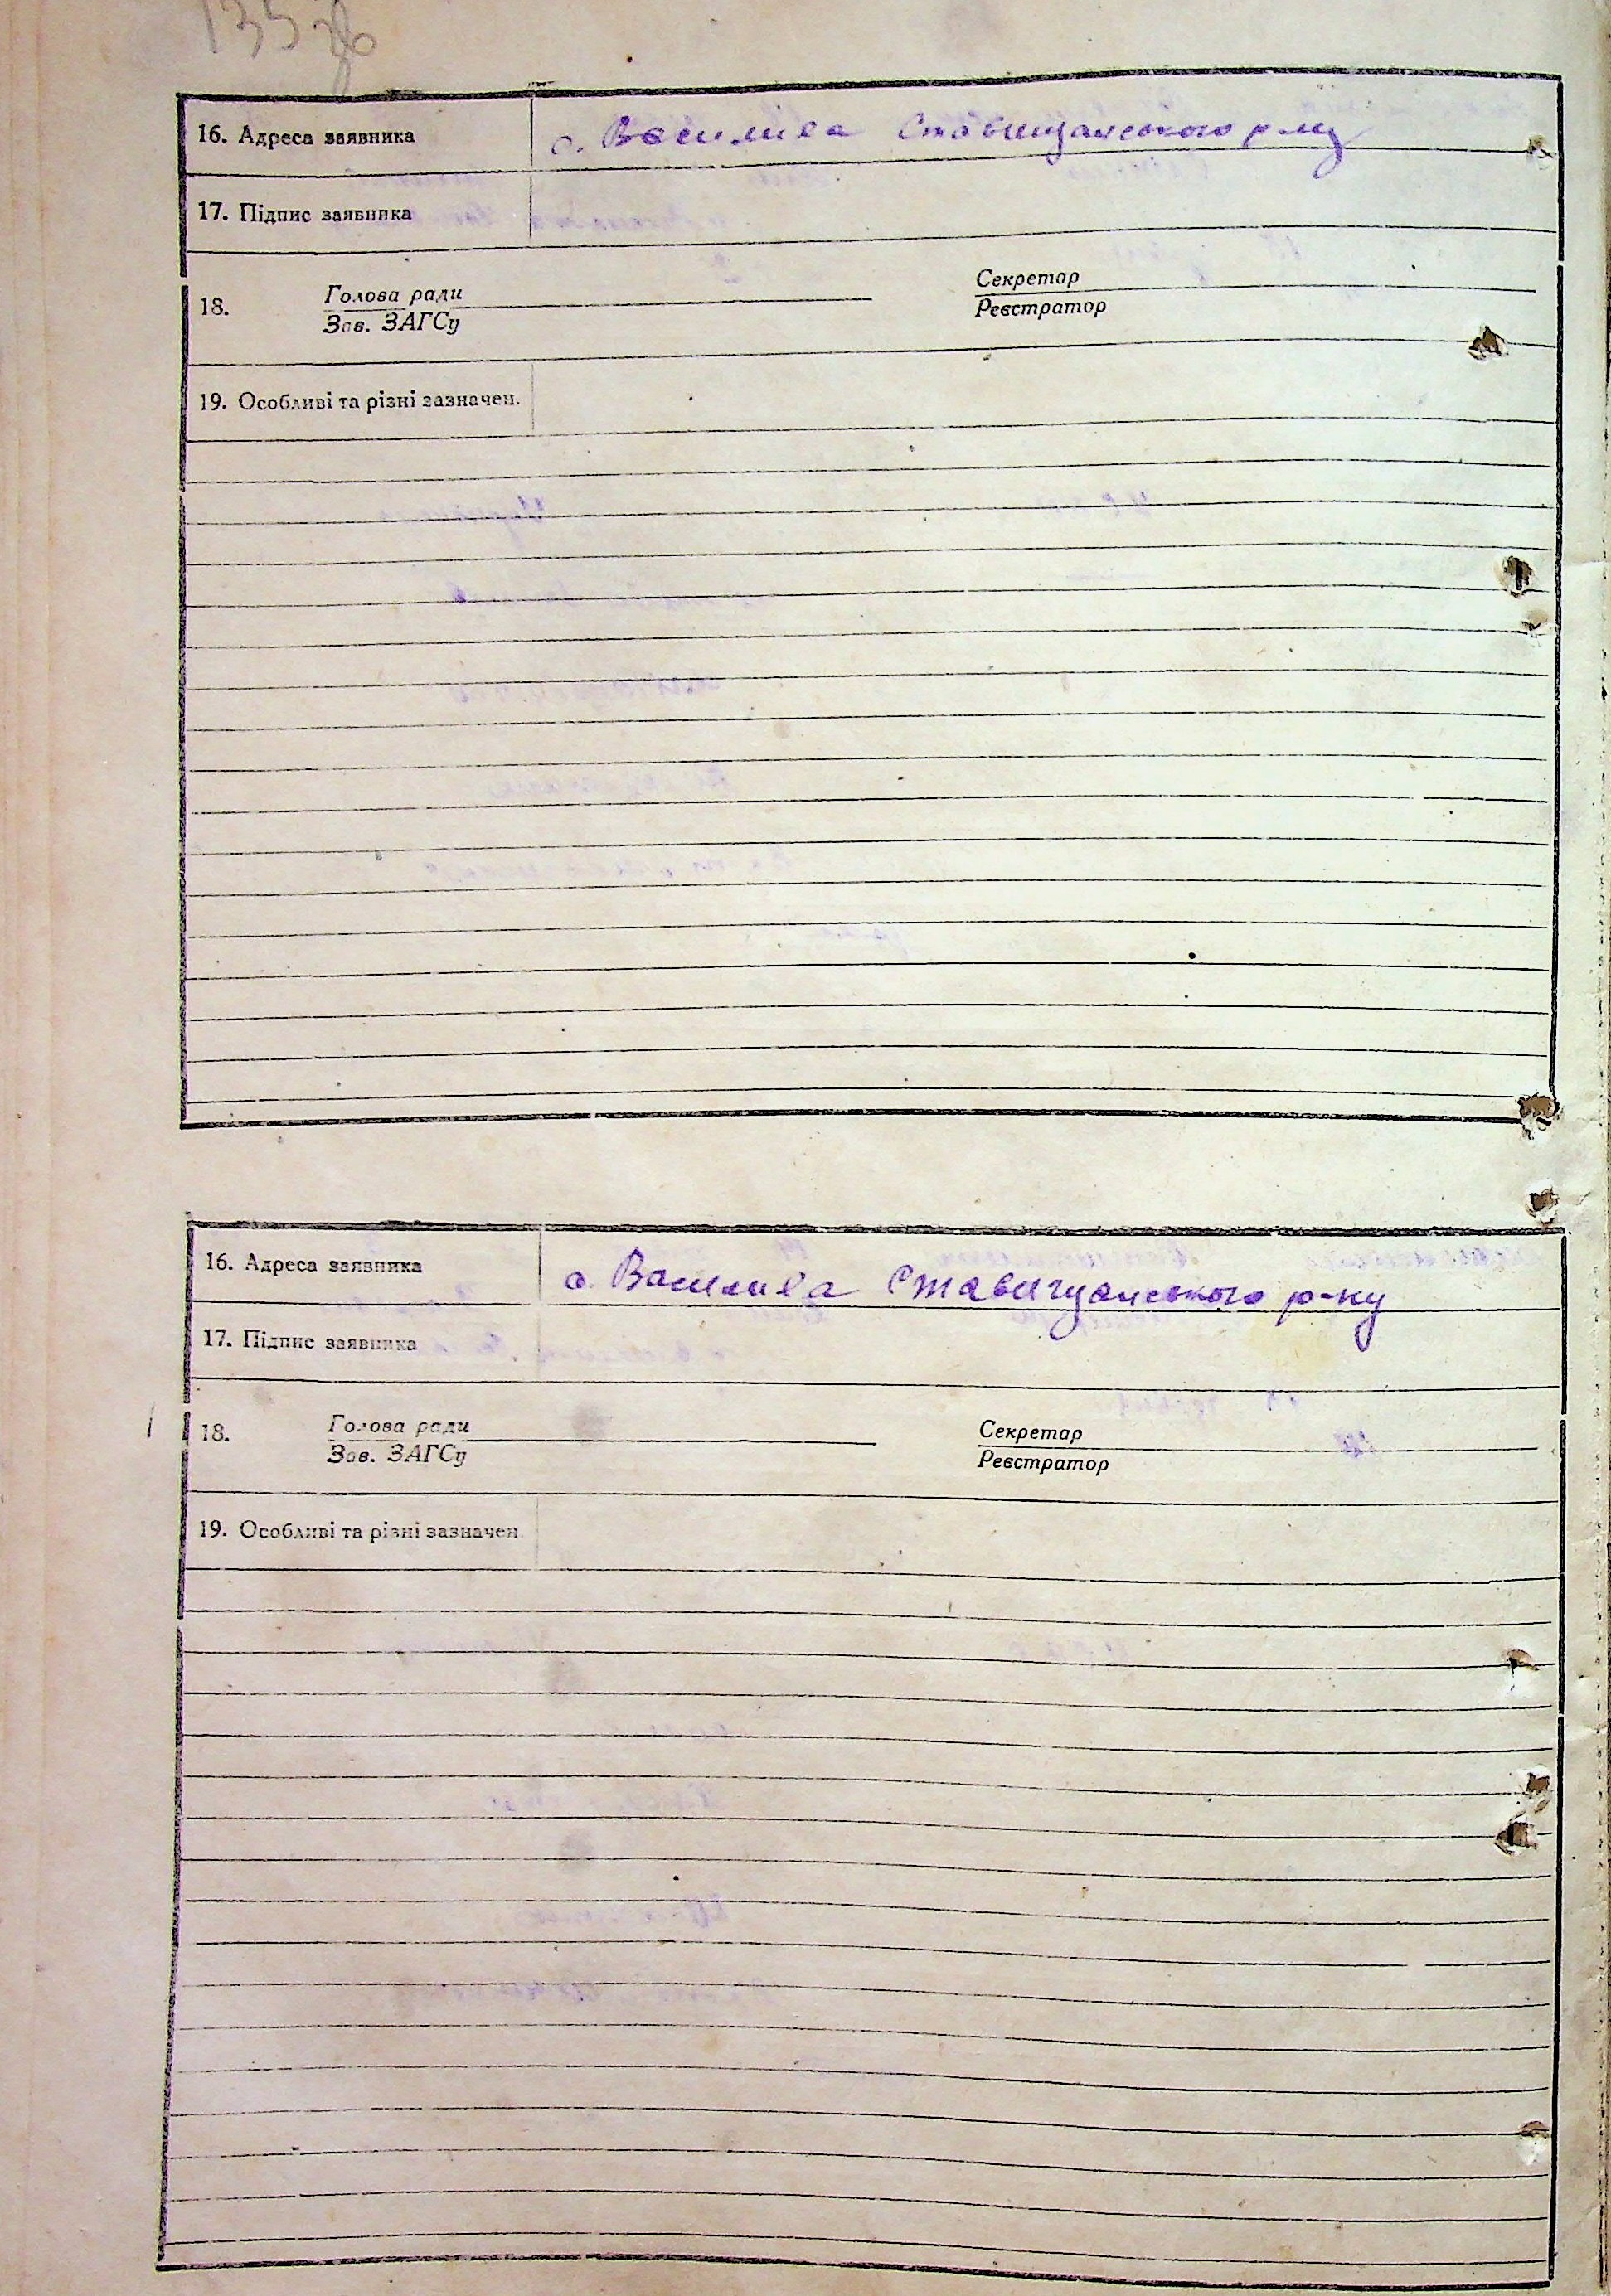 135 зв
16. Адреса заявника с. Василиха Ставищанського р-ну
17. Підпис заявника
18. Голова ради Секретар
Зав. ЗАГСу Реєстратор
19. Особливі та різні зазначен.
16. Адреса заявника с. Василиха Ставищанського р-ну
17. Підпис заявника
18. Голова ради Секретар
Зав. ЗАГСу Реєстратор
19. Особливі та різні зазначен.